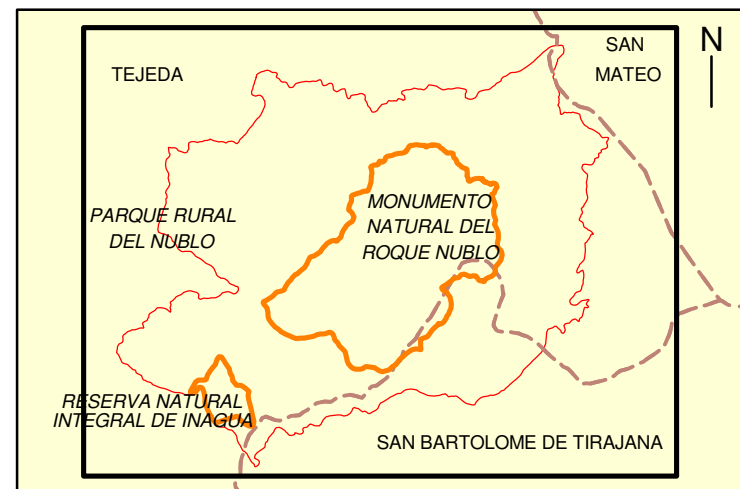 SAN
MATEO
N
TEJEDA
PARQUE RURAL
DEL NUBLO
MONUMENTO
NATURAL DEL
ROQUE NUBLO
RESERVA NATURAL
INTEGRAL DE INAGUA
SAN BARTOLOME DE TIRAJANA